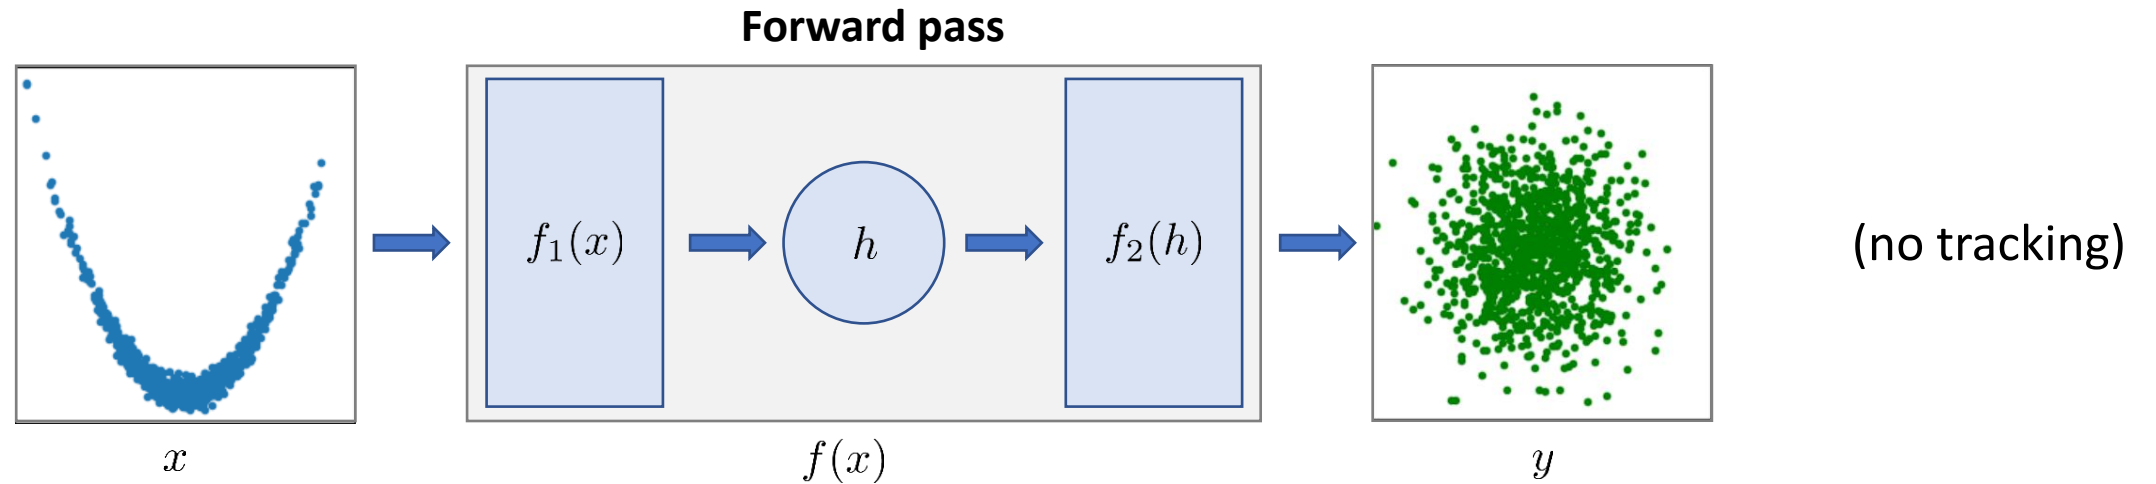 Forward pass
f₁(x)
h
f₂(h)
(no tracking)
x
f(x)
y